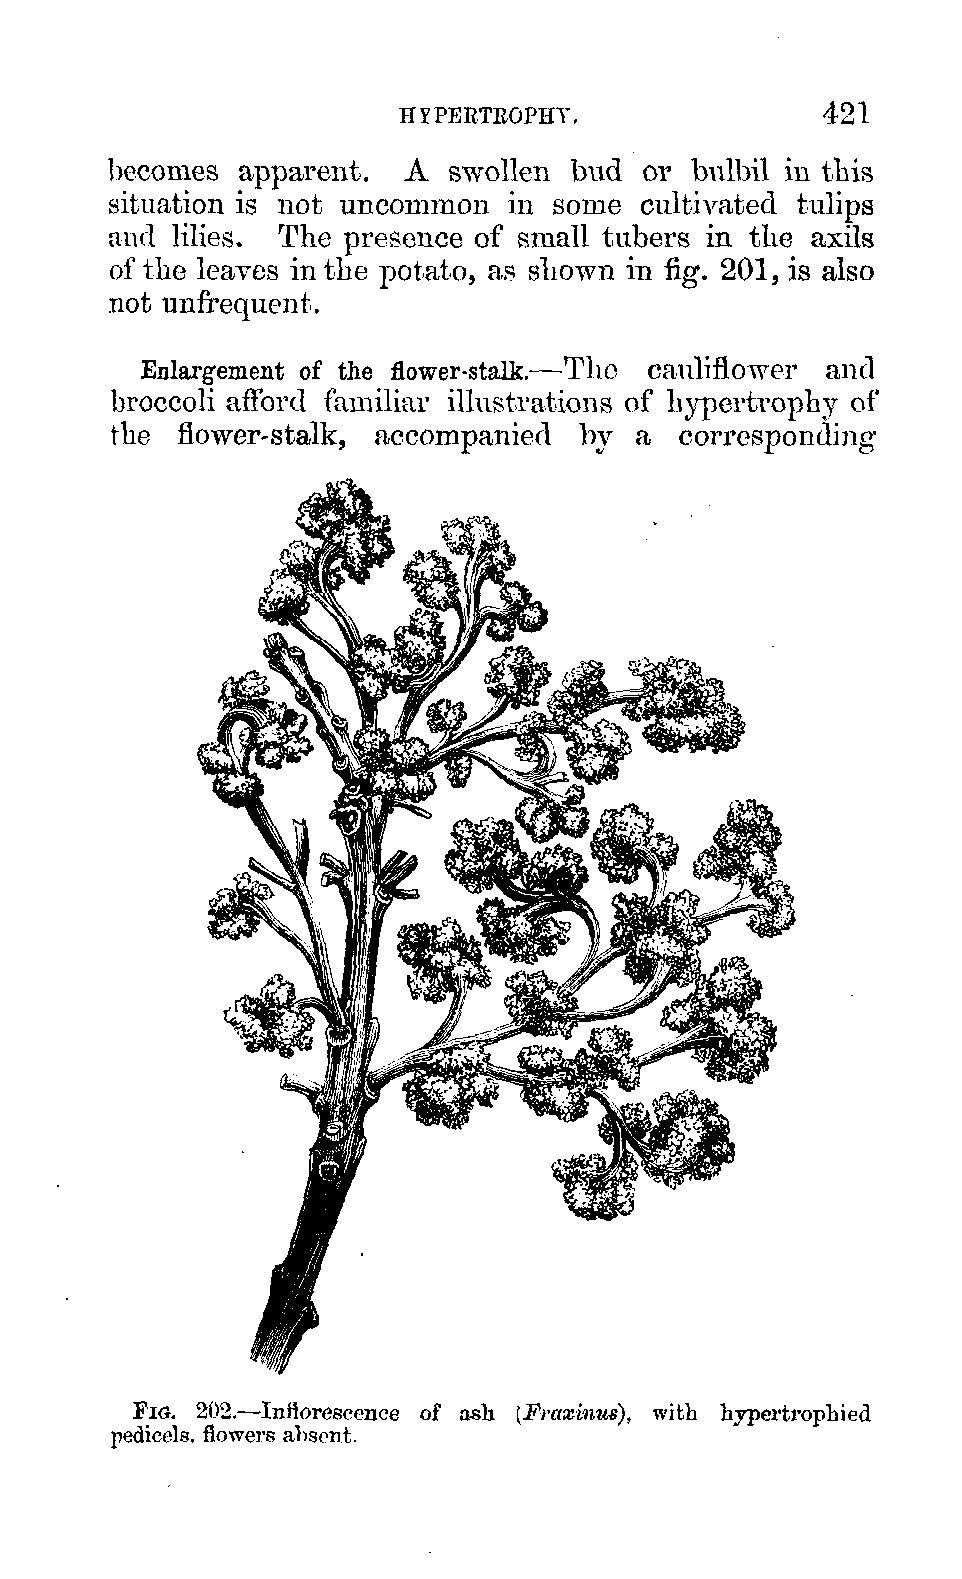 HYPERTROPHY. 421
becomes apparent. A swollen bud or bulbil in this
situation is not uncommon in some cultivated tulips
and lilies. The presence of small tubers in the axils
of the leaves in the potato, as shown in fig. 201, is also
not unfrequent.
Enlargement of the flower-stalk.—The cauliflower and
broccoli afford familiar illustrations of hypertrophy of
the flower-stalk, accompanied by a corresponding
FIG. 202.—Inflorescence of ash (Fraxinus), with hypertrophied
pedicels, flowers absent.